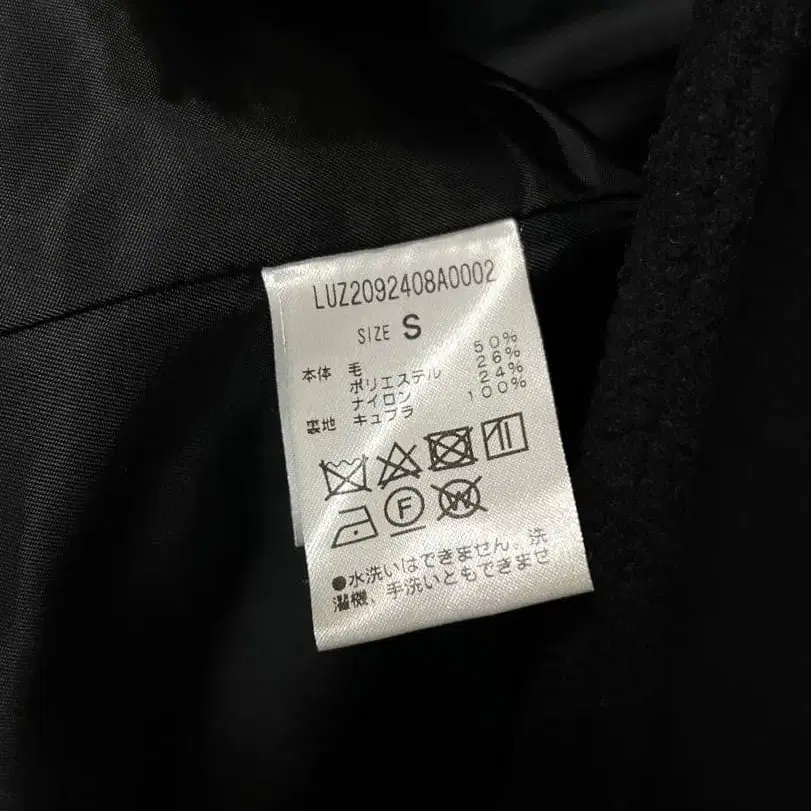 LUZ2092408A0002
SIZE S
本体 毛 50%
ポリエステル 26%
ナイロン 24%
裏地 キュプラ 100%
F W
●水洗いはできません、洗
濯機、手洗いともできません。